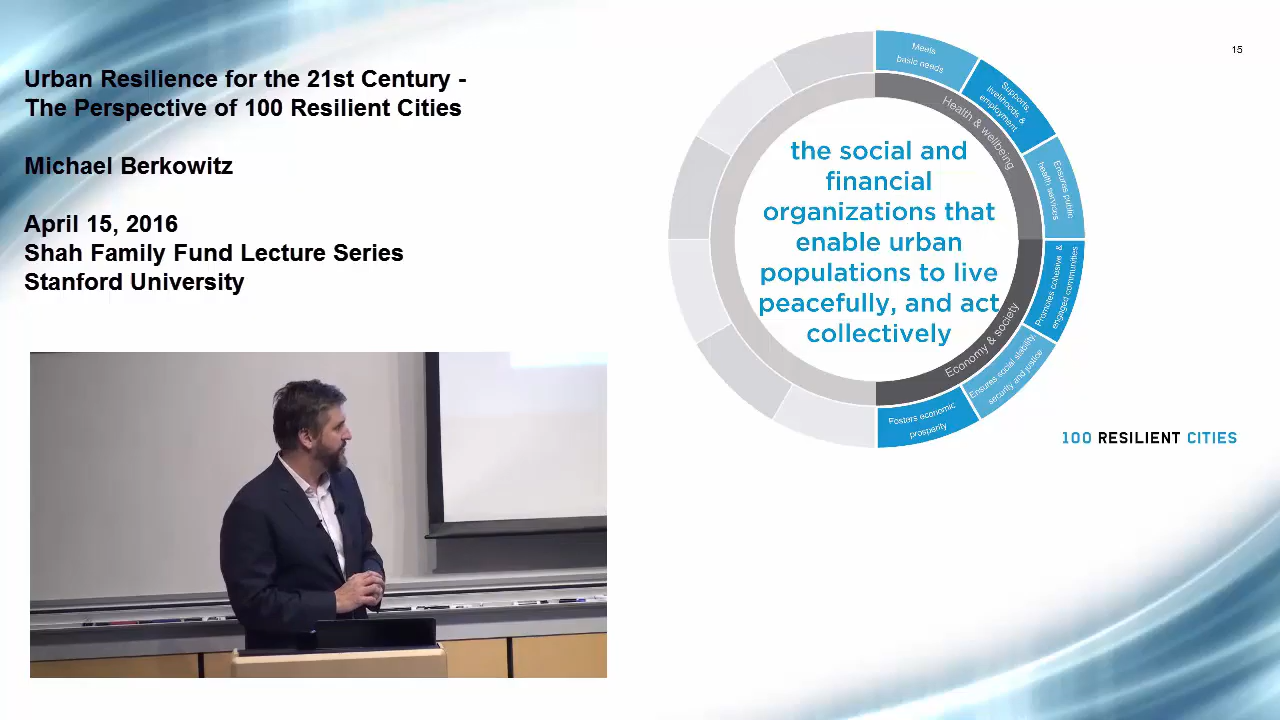 Urban Resilience for the 21st Century -
The Perspective of 100 Resilient Cities
Michael Berkowitz
April 15, 2016
Shah Family Fund Lecture Series
Stanford University
15
Meets
basic needs
Supports
livelihoods &
employment
Ensures public
health services
Promotes cohesive &
engaged communities
Ensures social stability
security and justice
Fosters economic
prosperity
Health & wellbeing
Economy & society
the social and
financial
organizations that
enable urban
populations to live
peacefully, and act
collectively
100 RESILIENT CITIES